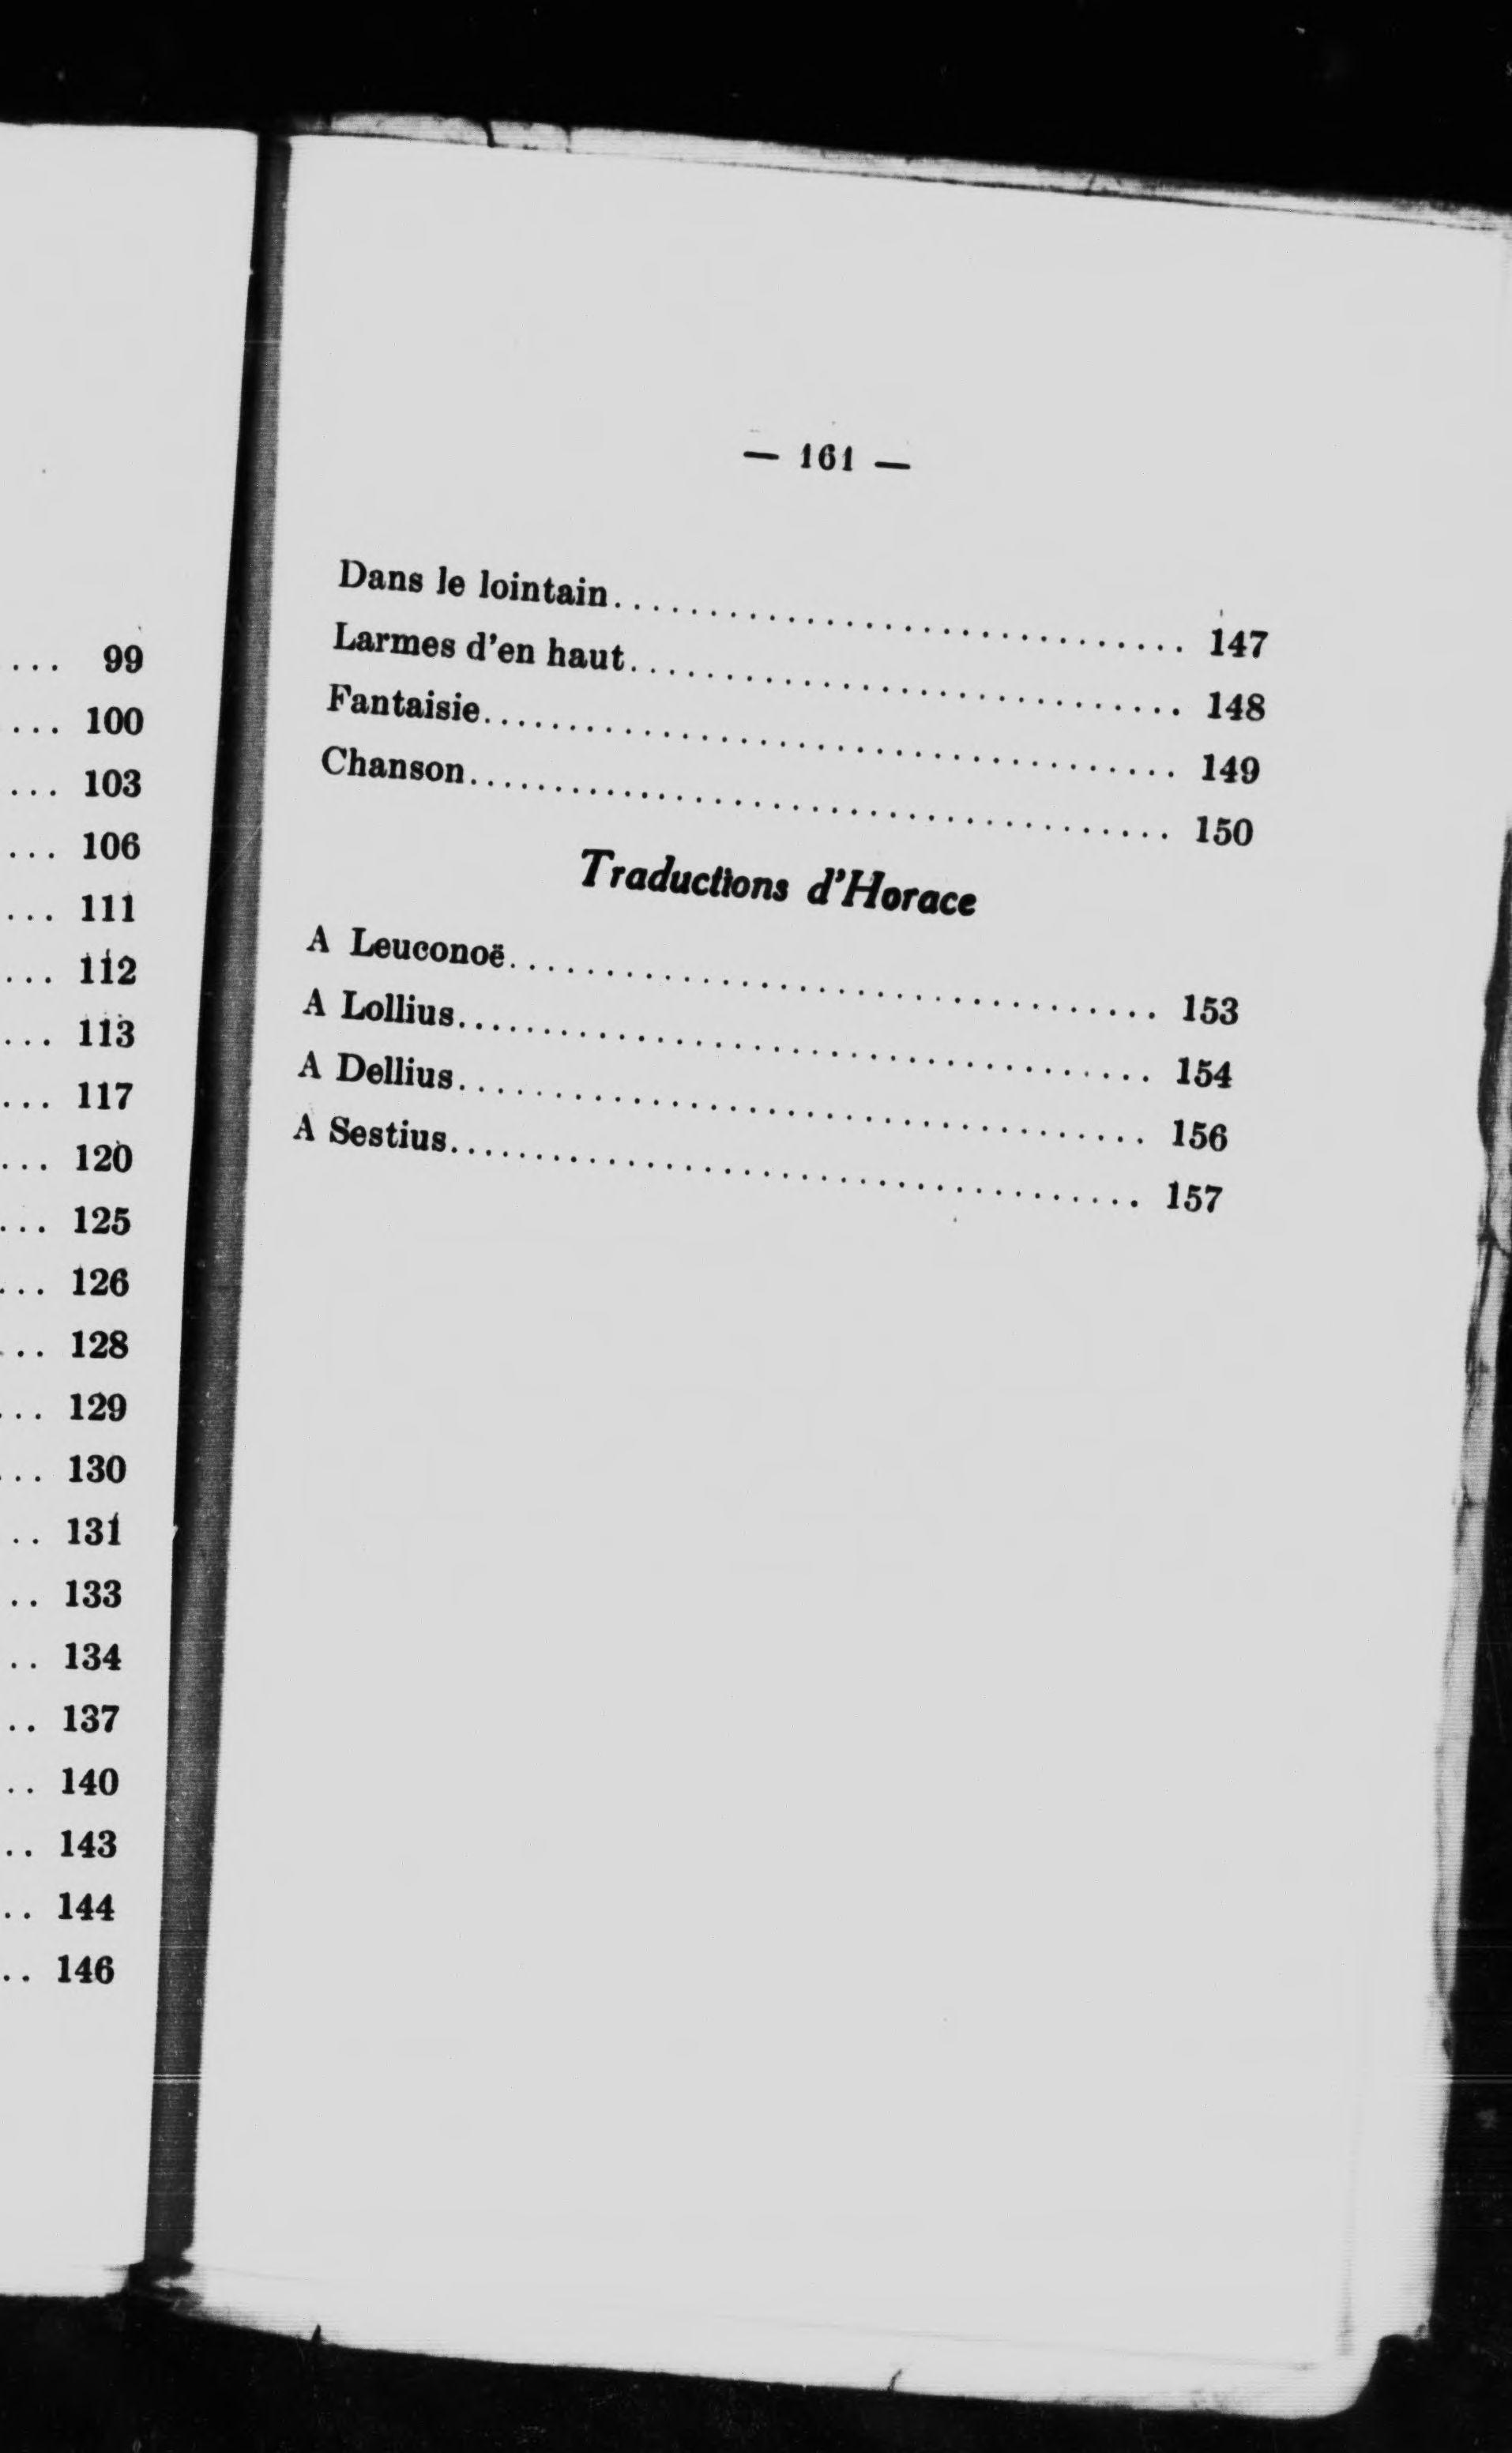 ... 99
... 100
... 103
... 106
... 111
... 112
... 113
... 117
... 120
... 125
... 126
... 128
... 129
... 130
.. 131
.. 133
.. 134
.. 137
.. 140
.. 143
.. 144
.. 146
— 161 —
Dans le lointain.............................. 147
Larmes d'en haut............................. 148
Fantaisie..................................... 149
Chanson..................................... 150
Traductions d'Horace
A Leuconoë.................................. 153
A Lollius..................................... 154
A Dellius.................................... 156
A Sestius.................................... 157